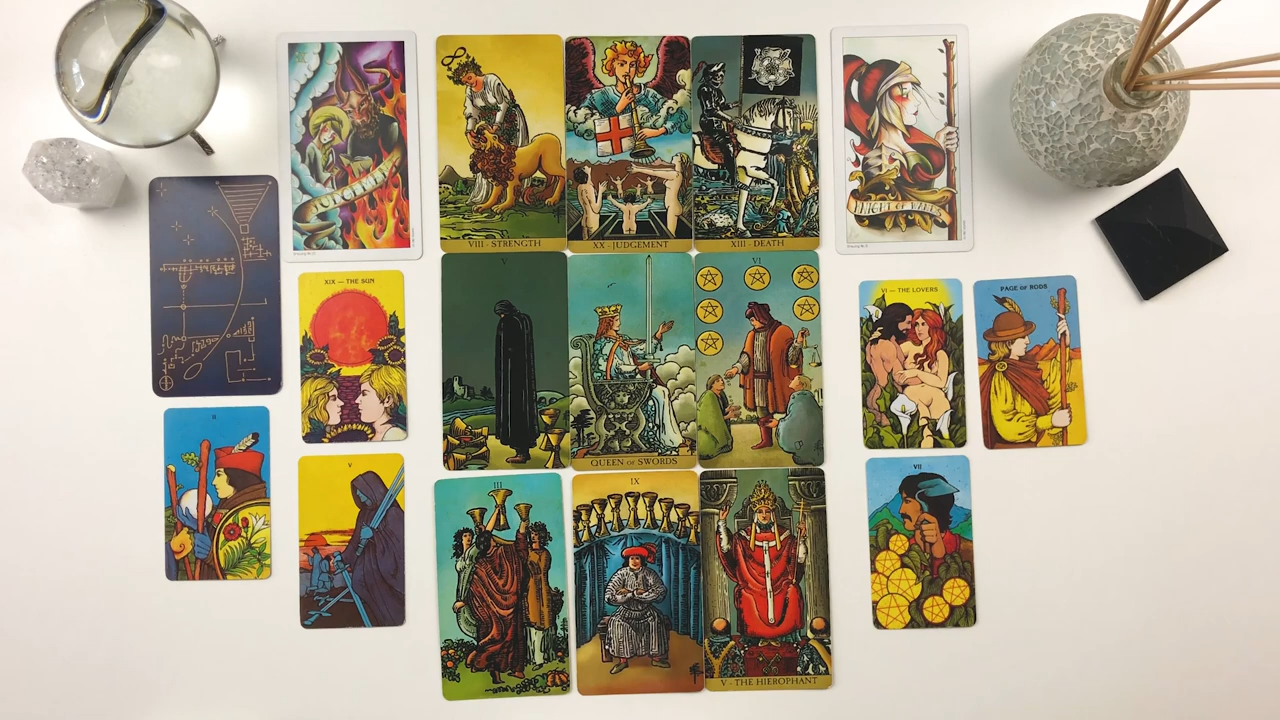 VIII - STRENGTH
XX - JUDGEMENT
XIII - DEATH
KNIGHT OF WANDS
XIX — THE SUN
V
VI
VI — THE LOVERS
PAGE OF RODS
QUEEN OF SWORDS
II
V
VII
III
IX
V - THE HIEROPHANT